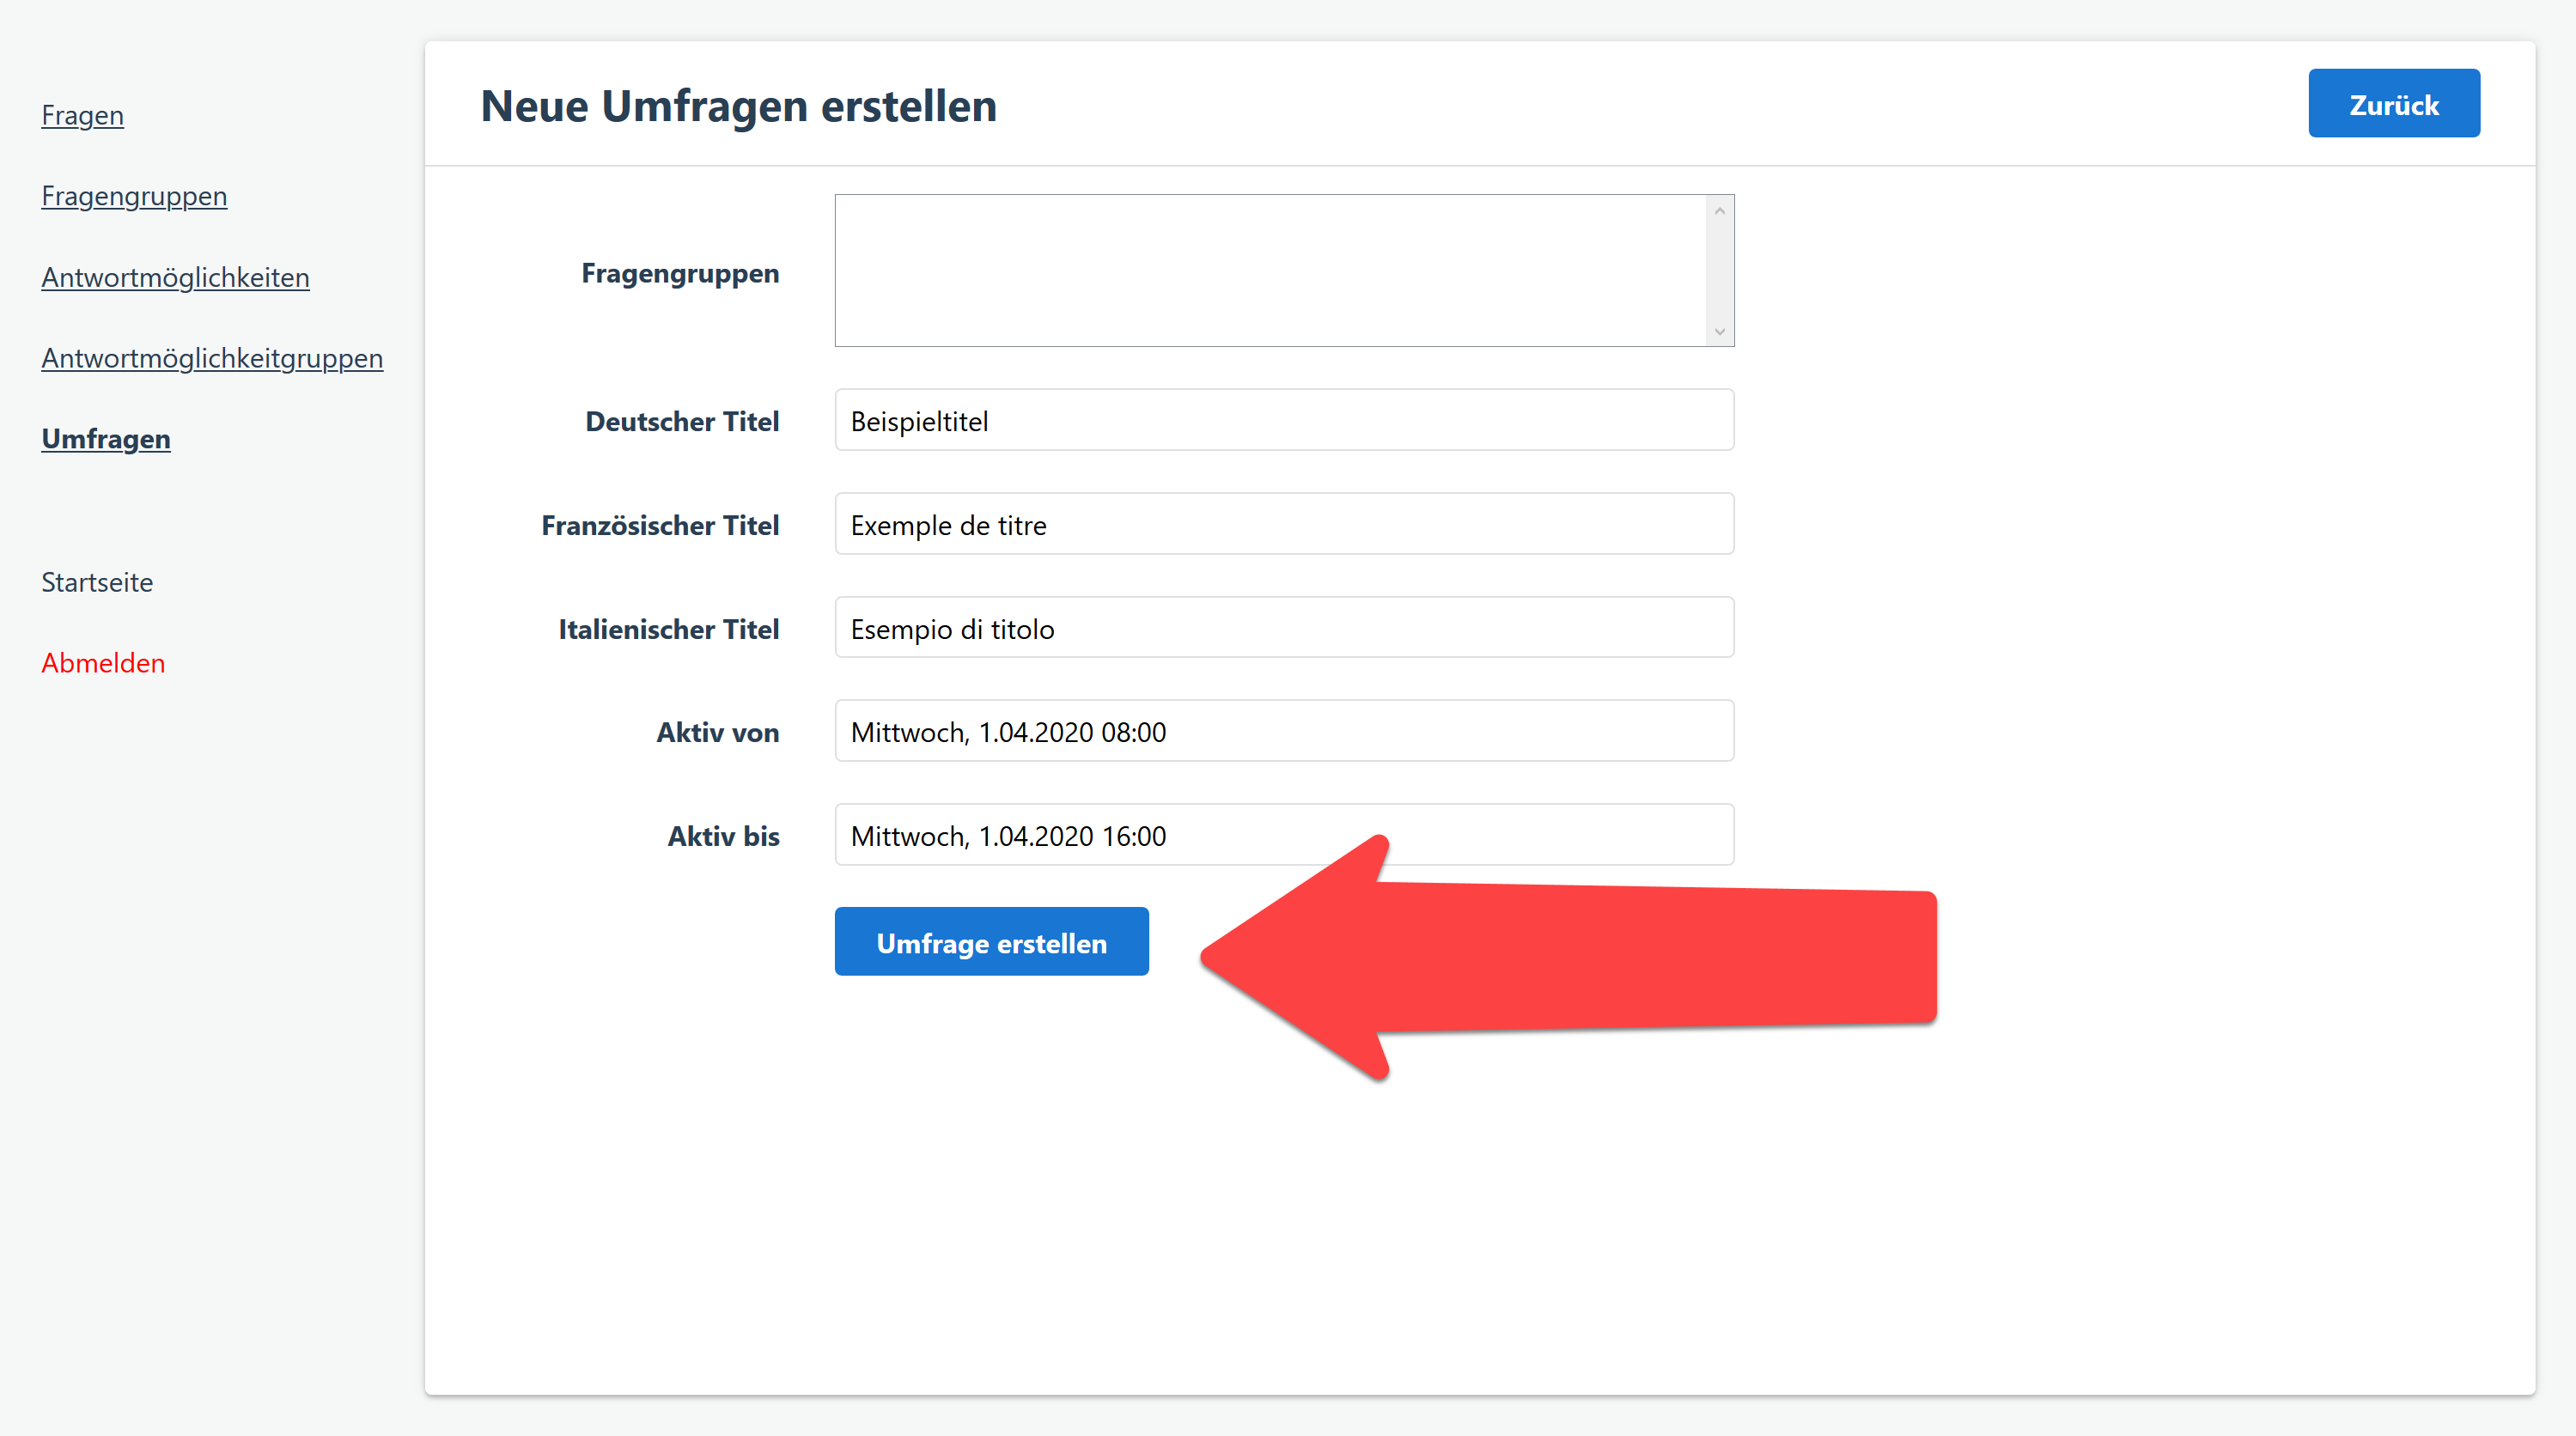 Fragen
Fragengruppen
Antwortmöglichkeiten
Antwortmöglichkeitgruppen
Umfragen
Startseite
Abmelden
Neue Umfragen erstellen
Zurück
Fragengruppen
Deutscher Titel
Beispieltitel
Französischer Titel
Exemple de titre
Italienischer Titel
Esempio di titolo
Aktiv von
Mittwoch, 1.04.2020 08:00
Aktiv bis
Mittwoch, 1.04.2020 16:00
Umfrage erstellen